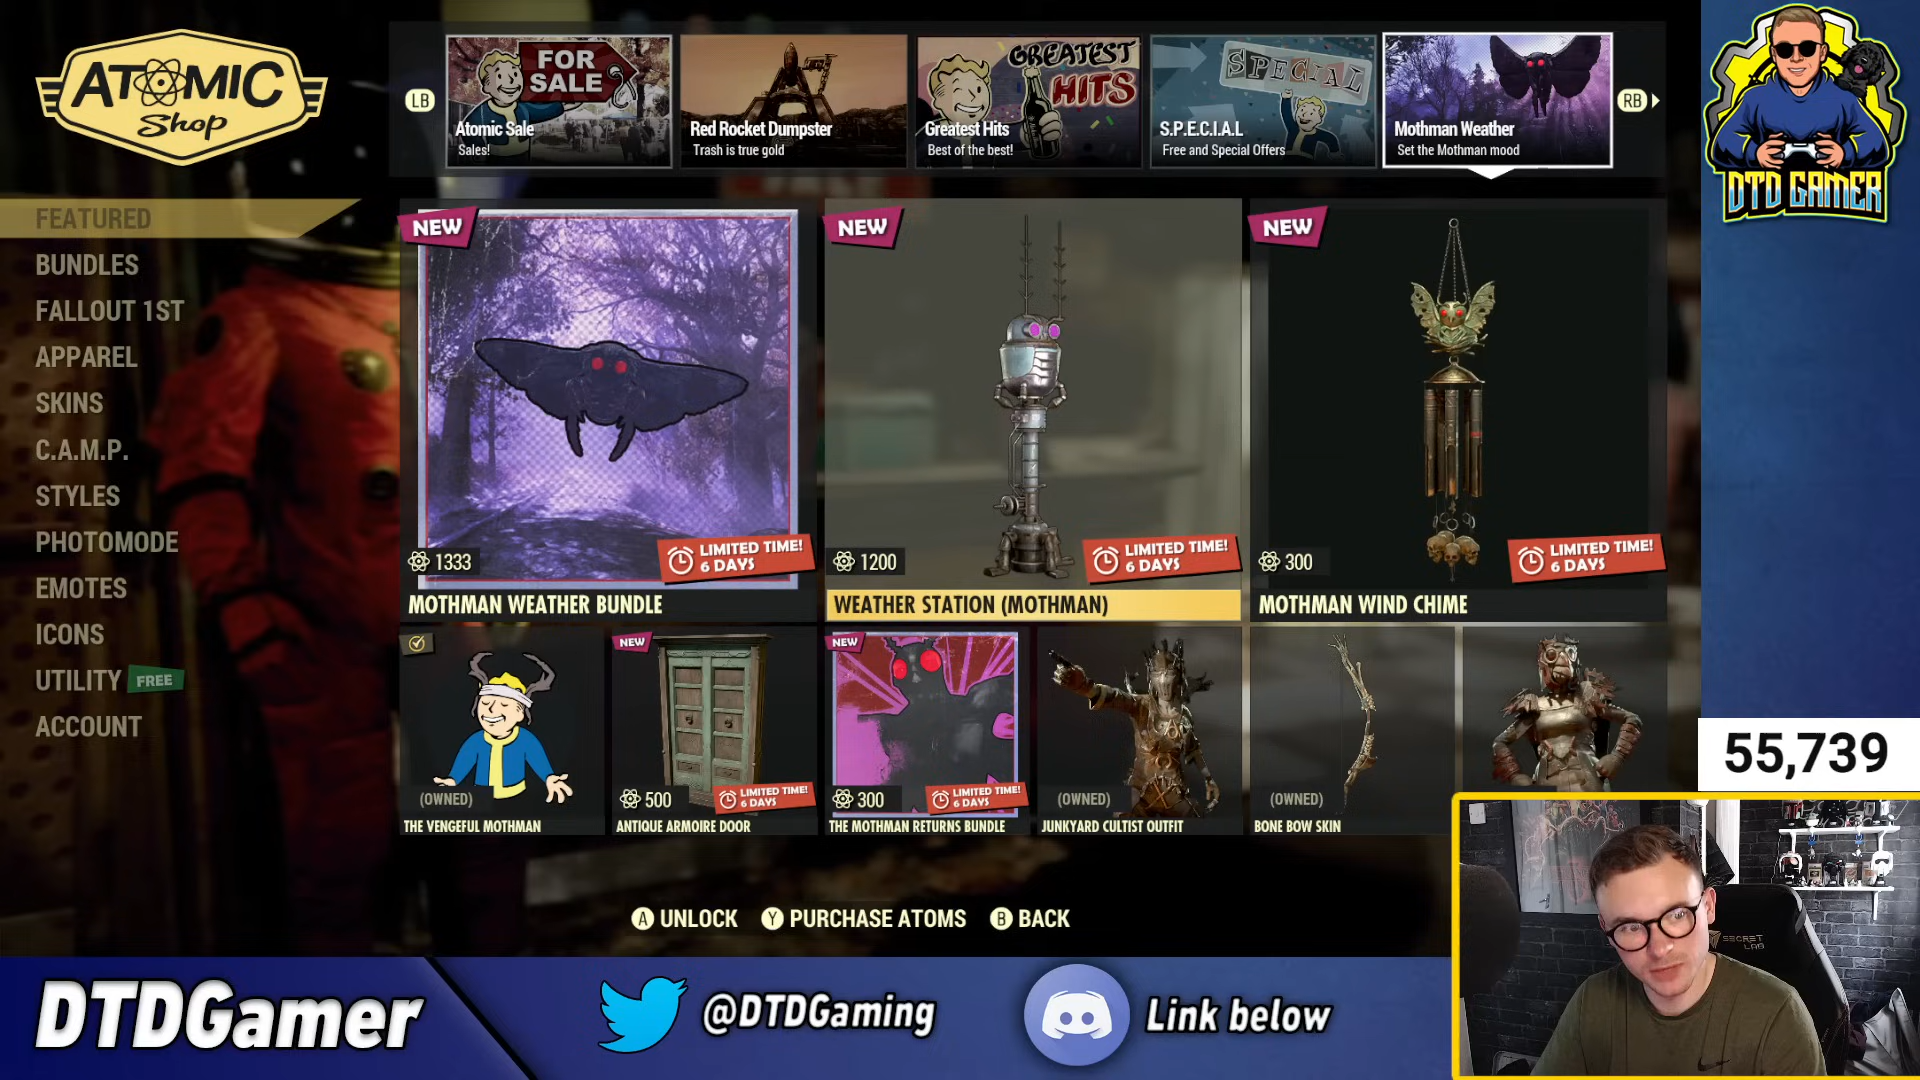 ATOMIC
Shop
LB
FOR
SALE
Atomic Sale
Sales!
Red Rocket Dumpster
Trash is true gold
GREATEST
HITS
Greatest Hits
Best of the best!
SPECIAL
S.P.E.C.I.A.L
Free and Special Offers
Mothman Weather
Set the Mothman mood
RB
DTD GAMER
FEATURED
BUNDLES
FALLOUT 1ST
APPAREL
SKINS
C.A.M.P.
STYLES
PHOTOMODE
EMOTES
ICONS
UTILITY FREE
ACCOUNT
NEW
1333
LIMITED TIME!
6 DAYS
MOTHMAN WEATHER BUNDLE
NEW
1200
LIMITED TIME!
6 DAYS
WEATHER STATION (MOTHMAN)
NEW
300
LIMITED TIME!
6 DAYS
MOTHMAN WIND CHIME
(OWNED)
THE VENGEFUL MOTHMAN
NEW
500
LIMITED TIME!
6 DAYS
ANTIQUE ARMOIRE DOOR
NEW
300
LIMITED TIME!
6 DAYS
THE MOTHMAN RETURNS BUNDLE
(OWNED)
JUNKYARD CULTIST OUTFIT
(OWNED)
BONE BOW SKIN
55,739
A UNLOCK Y PURCHASE ATOMS B BACK
SECRET
LAB
DTDGamer
@DTDGaming
Link below